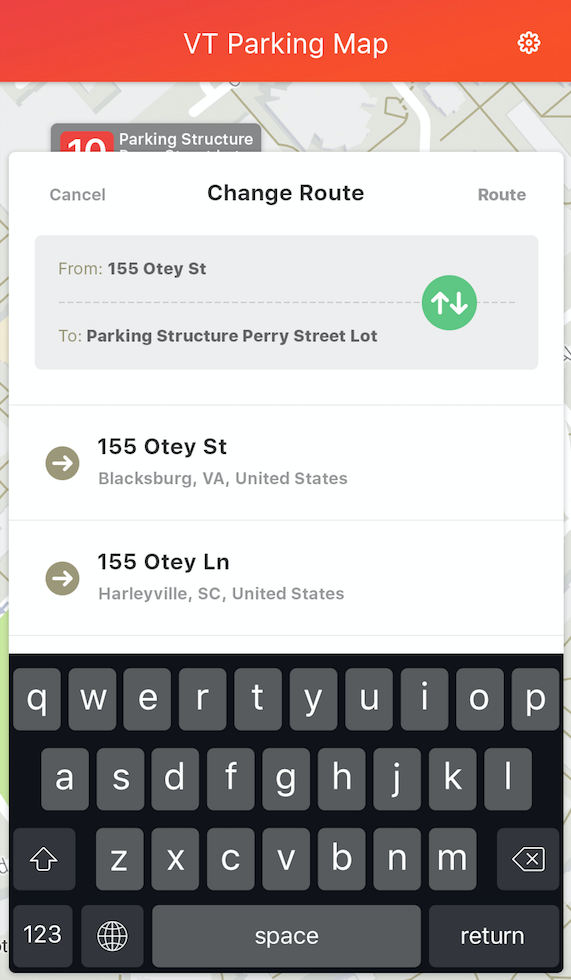 VT Parking Map
10 Parking Structure
Cancel
Change Route
Route
From: 155 Otey St
To: Parking Structure Perry Street Lot
155 Otey St
Blacksburg, VA, United States
155 Otey Ln
Harleyville, SC, United States
q w e r t y u i o p
a s d f g h j k l
z x c v b n m
123 space return